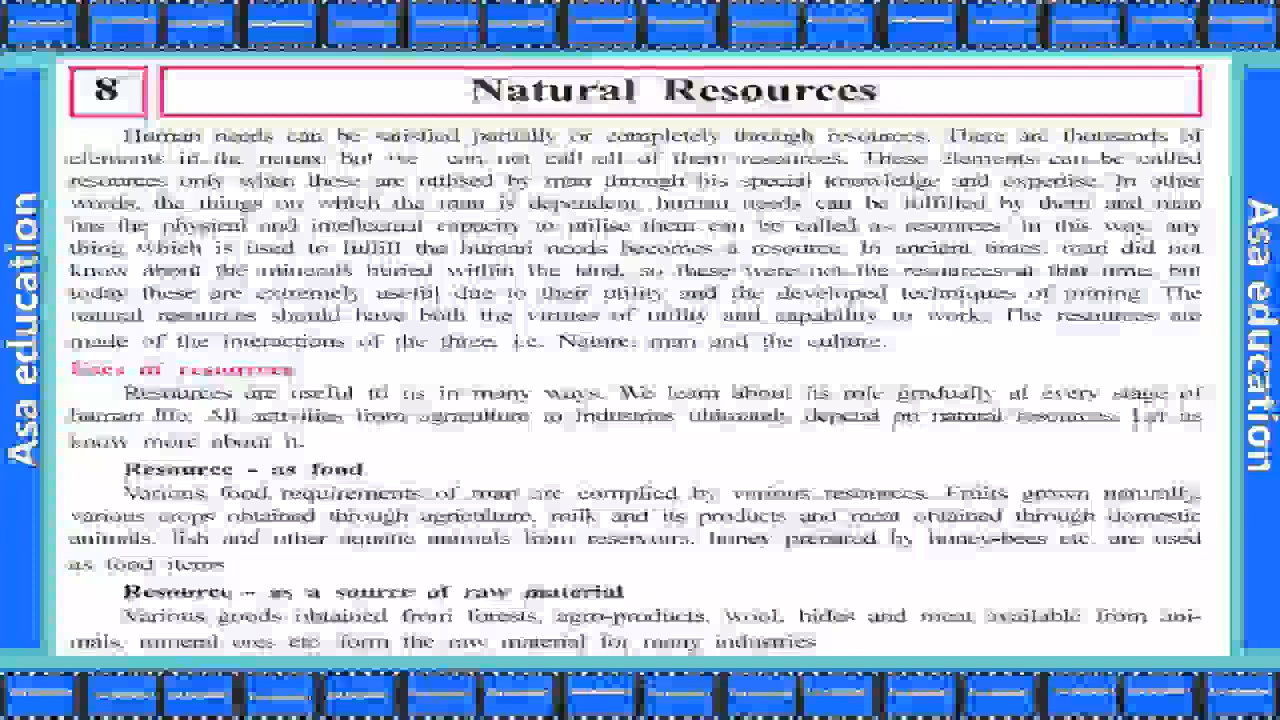 8
Natural Resources
Human needs can be satisfied partially or completely through resources. There are thousands of
elements in the nature but we can not call all of them resources. These elements can be called
resources only when these are utilised by man through his special knowledge and expertise. In other
words, the things on which the man is dependent, human needs can be fulfilled by them and man
has the physical and intellectual capacity to utilise them can be called as resources. In this way, any
thing which is used to fulfill the human needs becomes a resource. In ancient times, man did not
know about the minerals buried within the land, so these were not the resources at that time, but
today these are extremely useful due to their utility and the developed techniques of mining. The
natural resources should have both the virtues of utility and capability to work. The resources are
made of the interactions of the three i.e. Nature, man and the culture.
Uses of resources
Resources are useful to us in many ways. We learn about its role gradually at every stage of
human life. All activities from agriculture to industries ultimately depend on natural resources. Let us
know more about it.
Resource - as food
Various food requirements of man are complied by various resources. Fruits grown naturally,
various crops obtained through agriculture, milk and its products and meat obtained through domestic
animals, fish and other aquatic animals from reservoirs, honey prepared by honey-bees etc. are used
as food items
Resource - as a source of raw material
Various goods obtained from forests, agro-products, wool, hides and meat available from ani-
mals, mineral ores etc form the raw material for many industries
Asa education
Asa education